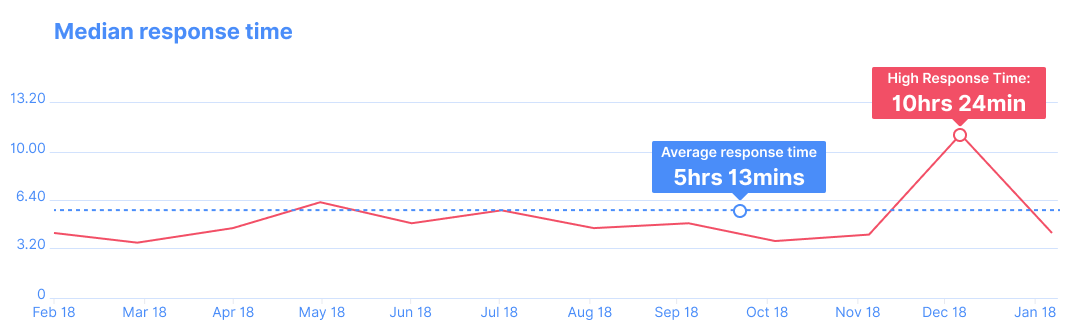 Median response time
High Response Time:
10hrs 24min
Average response time
5hrs 13mins
13.20
10.00
6.40
3.20
0
Feb 18 Mar 18 Apr 18 May 18 Jun 18 Jul 18 Aug 18 Sep 18 Oct 18 Nov 18 Dec 18 Jan 18